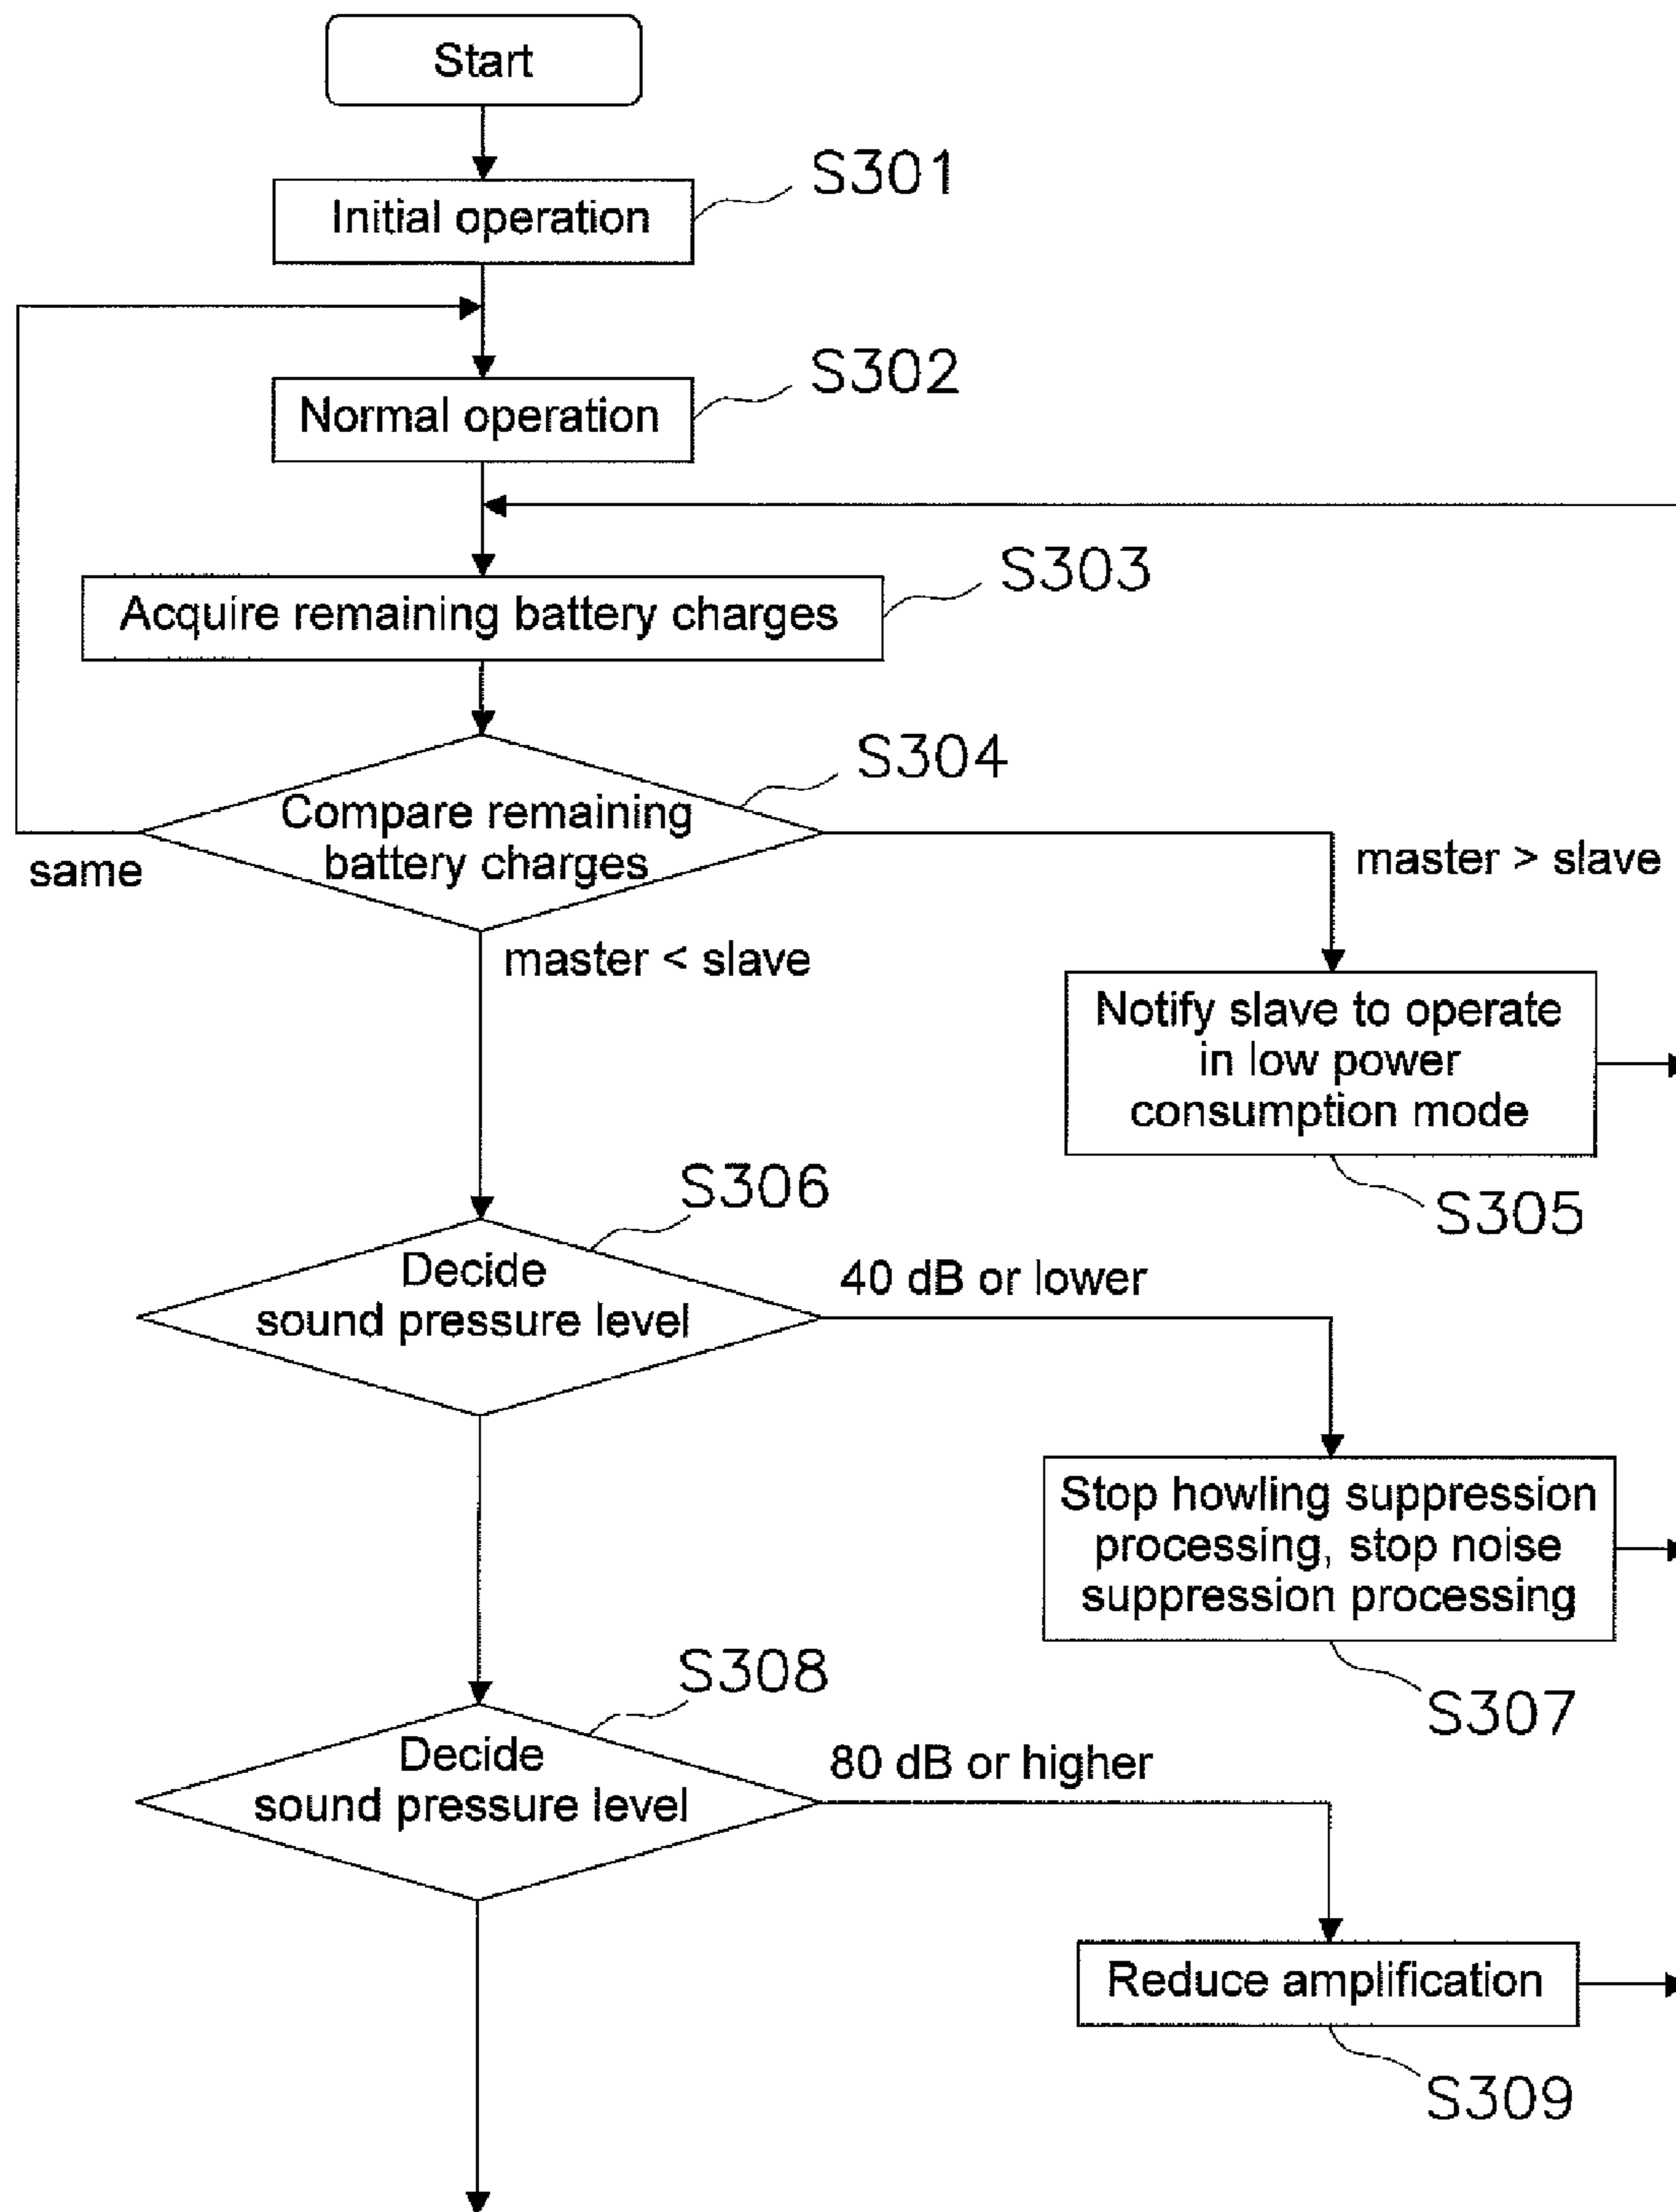 Start
S301
Initial operation
S302
Normal operation
S303
Acquire remaining battery charges
S304
Compare remaining
battery charges
same
master > slave
master < slave
Notify slave to operate
in low power
consumption mode
S305
S306
Decide
sound pressure level
40 dB or lower
Stop howling suppression
processing, stop noise
suppression processing
S307
S308
Decide
sound pressure level
80 dB or higher
Reduce amplification
S309